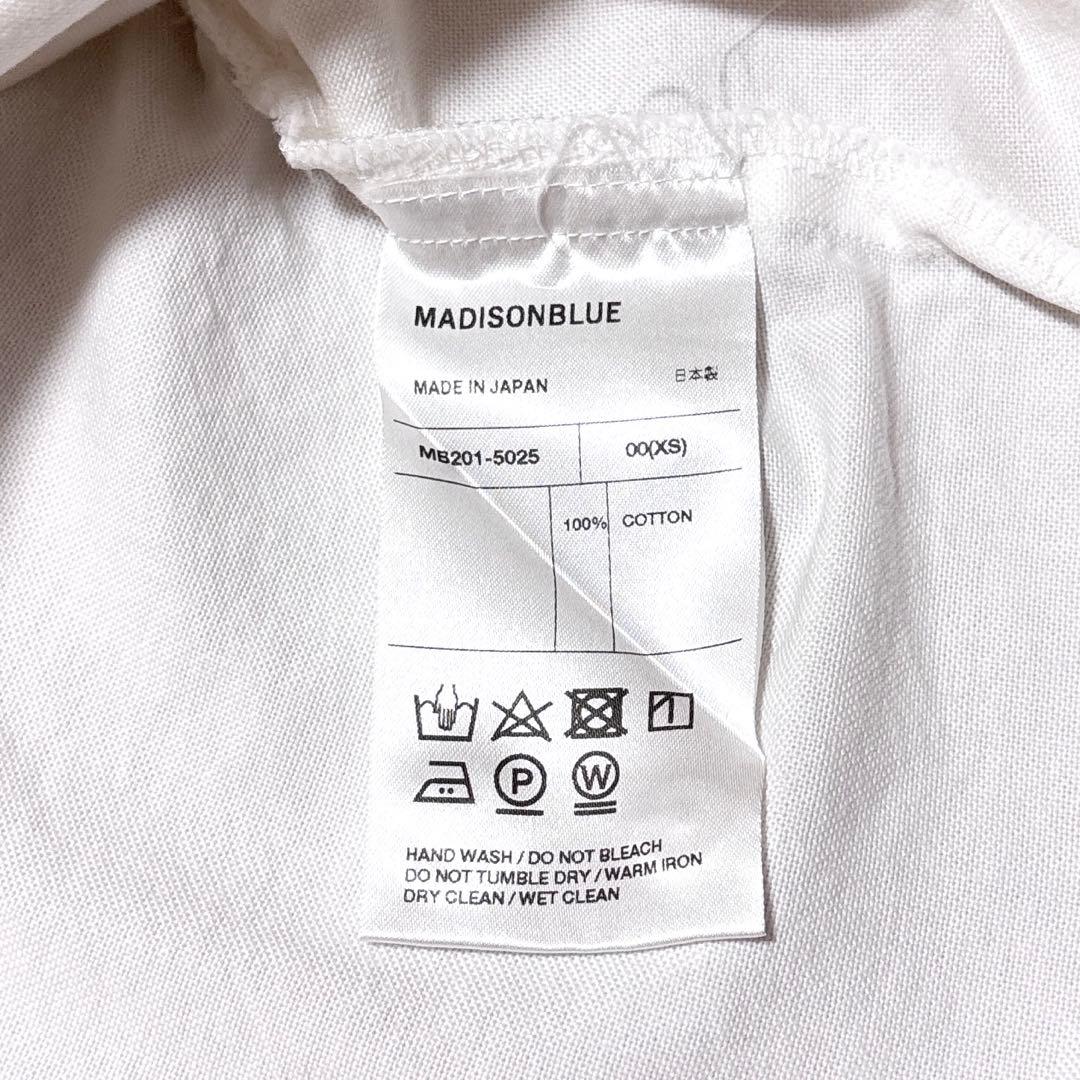 MADISONBLUE
MADE IN JAPAN 日本製
MB201-5025 00(XS)
100% COTTON
P W
HAND WASH / DO NOT BLEACH
DO NOT TUMBLE DRY / WARM IRON
DRY CLEAN / WET CLEAN